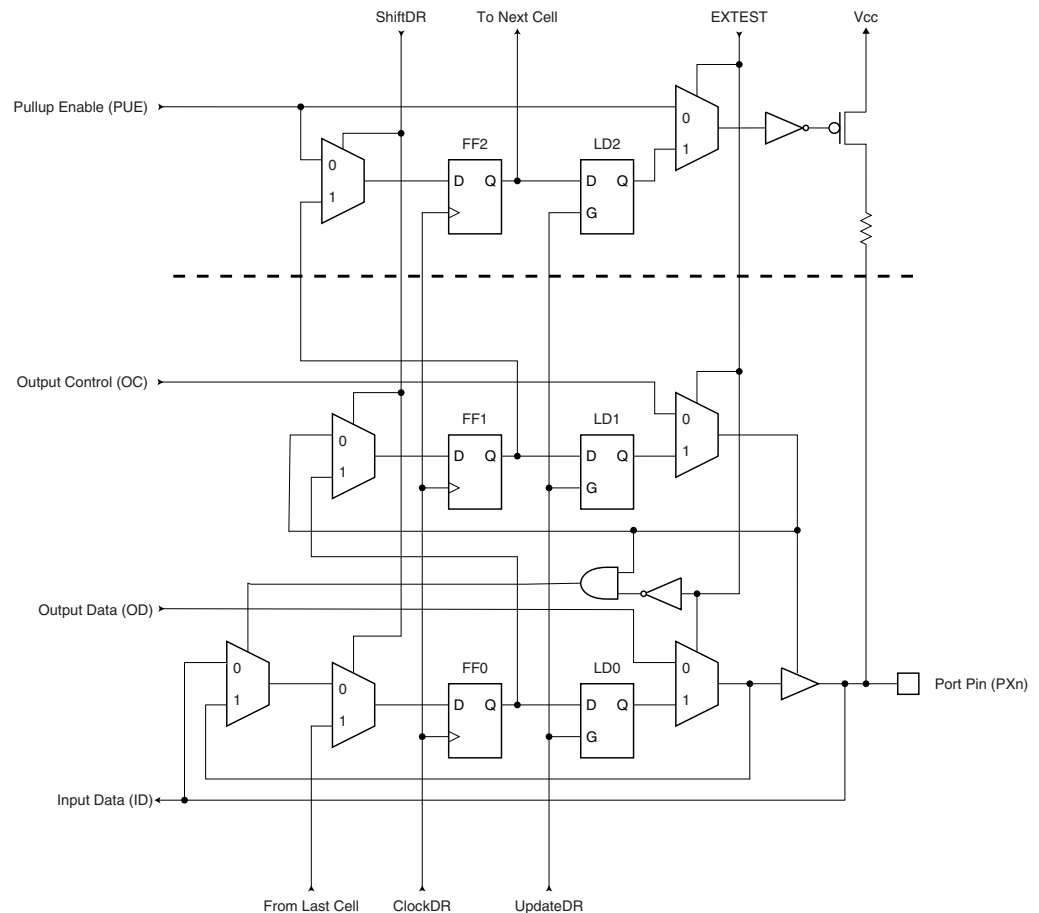 ShiftDR
To Next Cell
EXTEST
Vcc
Pullup Enable (PUE)
0
1
FF2
D Q
LD2
D Q
G
0
1
Output Control (OC)
0
1
FF1
D Q
LD1
D Q
G
0
1
Output Data (OD)
0
1
0
1
FF0
D Q
LD0
D Q
G
0
1
Port Pin (PXn)
Input Data (ID)
From Last Cell
ClockDR
UpdateDR